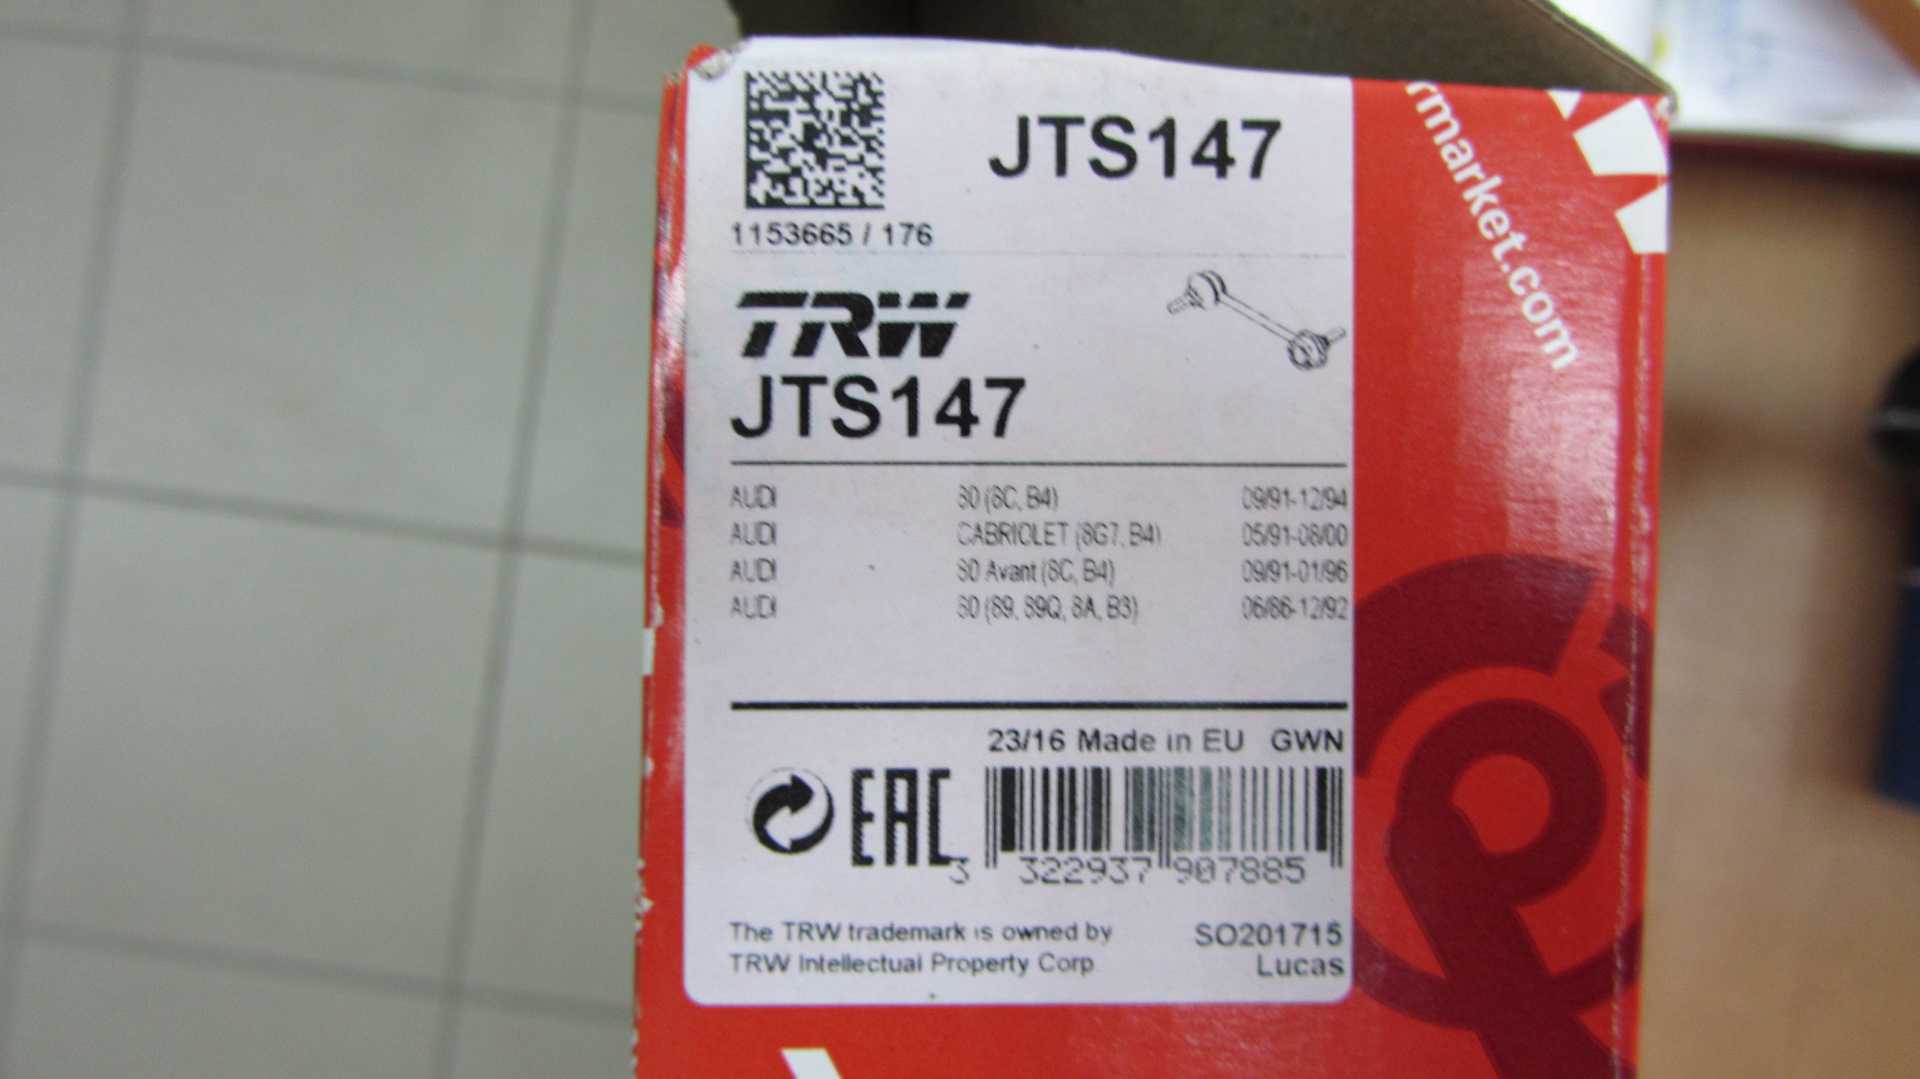 JTS147
1153665 / 176
TRW
JTS147
AUDI 80 (8C, B4) 09/91-12/94
AUDI CABRIOLET (8G7, B4) 05/91-08/00
AUDI 80 Avant (8C, B4) 09/91-01/96
AUDI 80 (89, 89Q, 8A, B3) 06/86-12/92
23/16 Made in EU GWN
EAC
3 322937 907885
The TRW trademark is owned by
TRW Intellectual Property Corp
SO201715
Lucas
rmarket.com